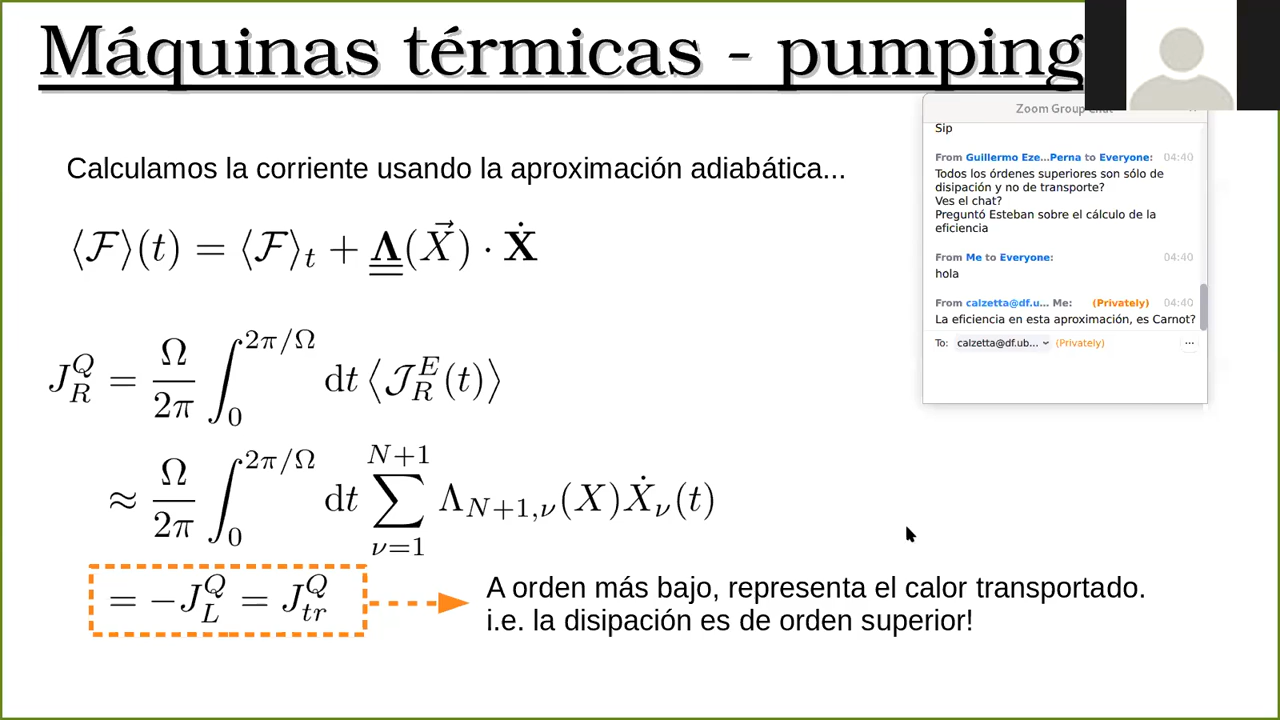 Máquinas térmicas - pumping
Calculamos la corriente usando la aproximación adiabática...
⟨ℱ⟩(t) = ⟨ℱ⟩_t + Λ(X⃗) · Ẋ
J_R^Q = Ω/2π ∫_0^{2π/Ω} dt ⟨𝒥_R^E(t)⟩
≈ Ω/2π ∫_0^{2π/Ω} dt ∑_{ν=1}^{N+1} Λ_{N+1,ν}(X)Ẋ_ν(t)
= −J_L^Q = J_{tr}^Q
A orden más bajo, representa el calor transportado.
i.e. la disipación es de orden superior!
Zoom Group
Sip
From Guillermo Eze...Perna to Everyone: 04:40
Todos los órdenes superiores son sólo de
disipación y no de transporte?
Ves el chat?
Preguntó Esteban sobre el cálculo de la
eficiencia
From Me to Everyone: 04:40
hola
From calzetta@df.u... Me: (Privately) 04:40
La eficiencia en esta aproximación, es Carnot?
To: calzetta@df.ub... (Privately) ...